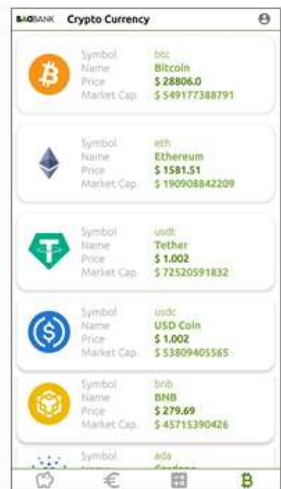 BAGBANK Crypto Currency
Symbol btc
Name Bitcoin
Price $ 28806.0
Market Cap. $ 549177388791
Symbol eth
Name Ethereum
Price $ 1581.51
Market Cap. $ 190908842209
Symbol usdt
Name Tether
Price $ 1.002
Market Cap. $ 72520591832
Symbol usdc
Name USD Coin
Price $ 1.002
Market Cap. $ 53809405565
Symbol bnb
Name BNB
Price $ 279.69
Market Cap. $ 45715390426
Symbol ada